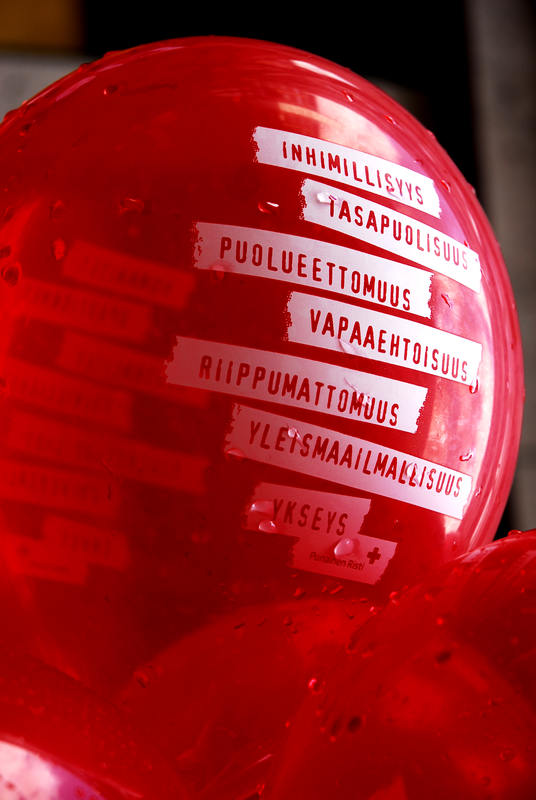 INHIMILLISYYS
TASAPUOLISUUS
PUOLUEETTOMUUS
VAPAAEHTOISUUS
RIIPPUMATTOMUUS
YLEISMAAILMALLISUUS
YKSEYS
Punainen Risti